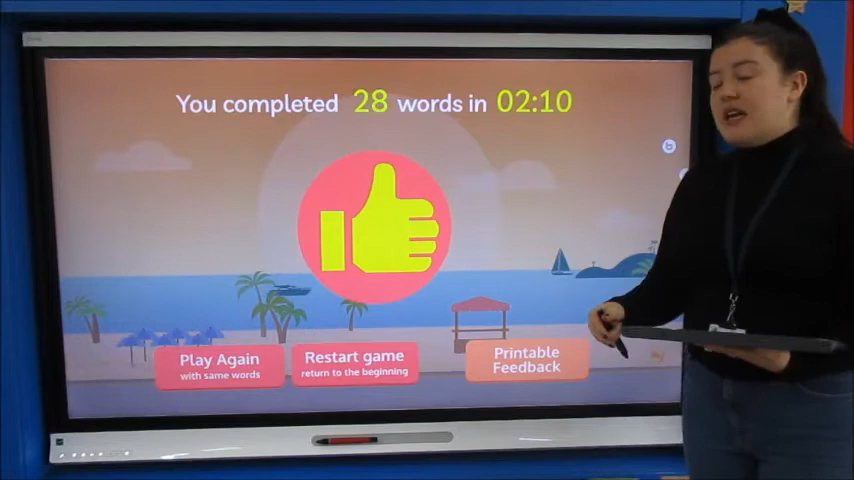 You completed 28 words in 02:10
Play Again
with same words
Restart game
return to the beginning
Printable
Feedback